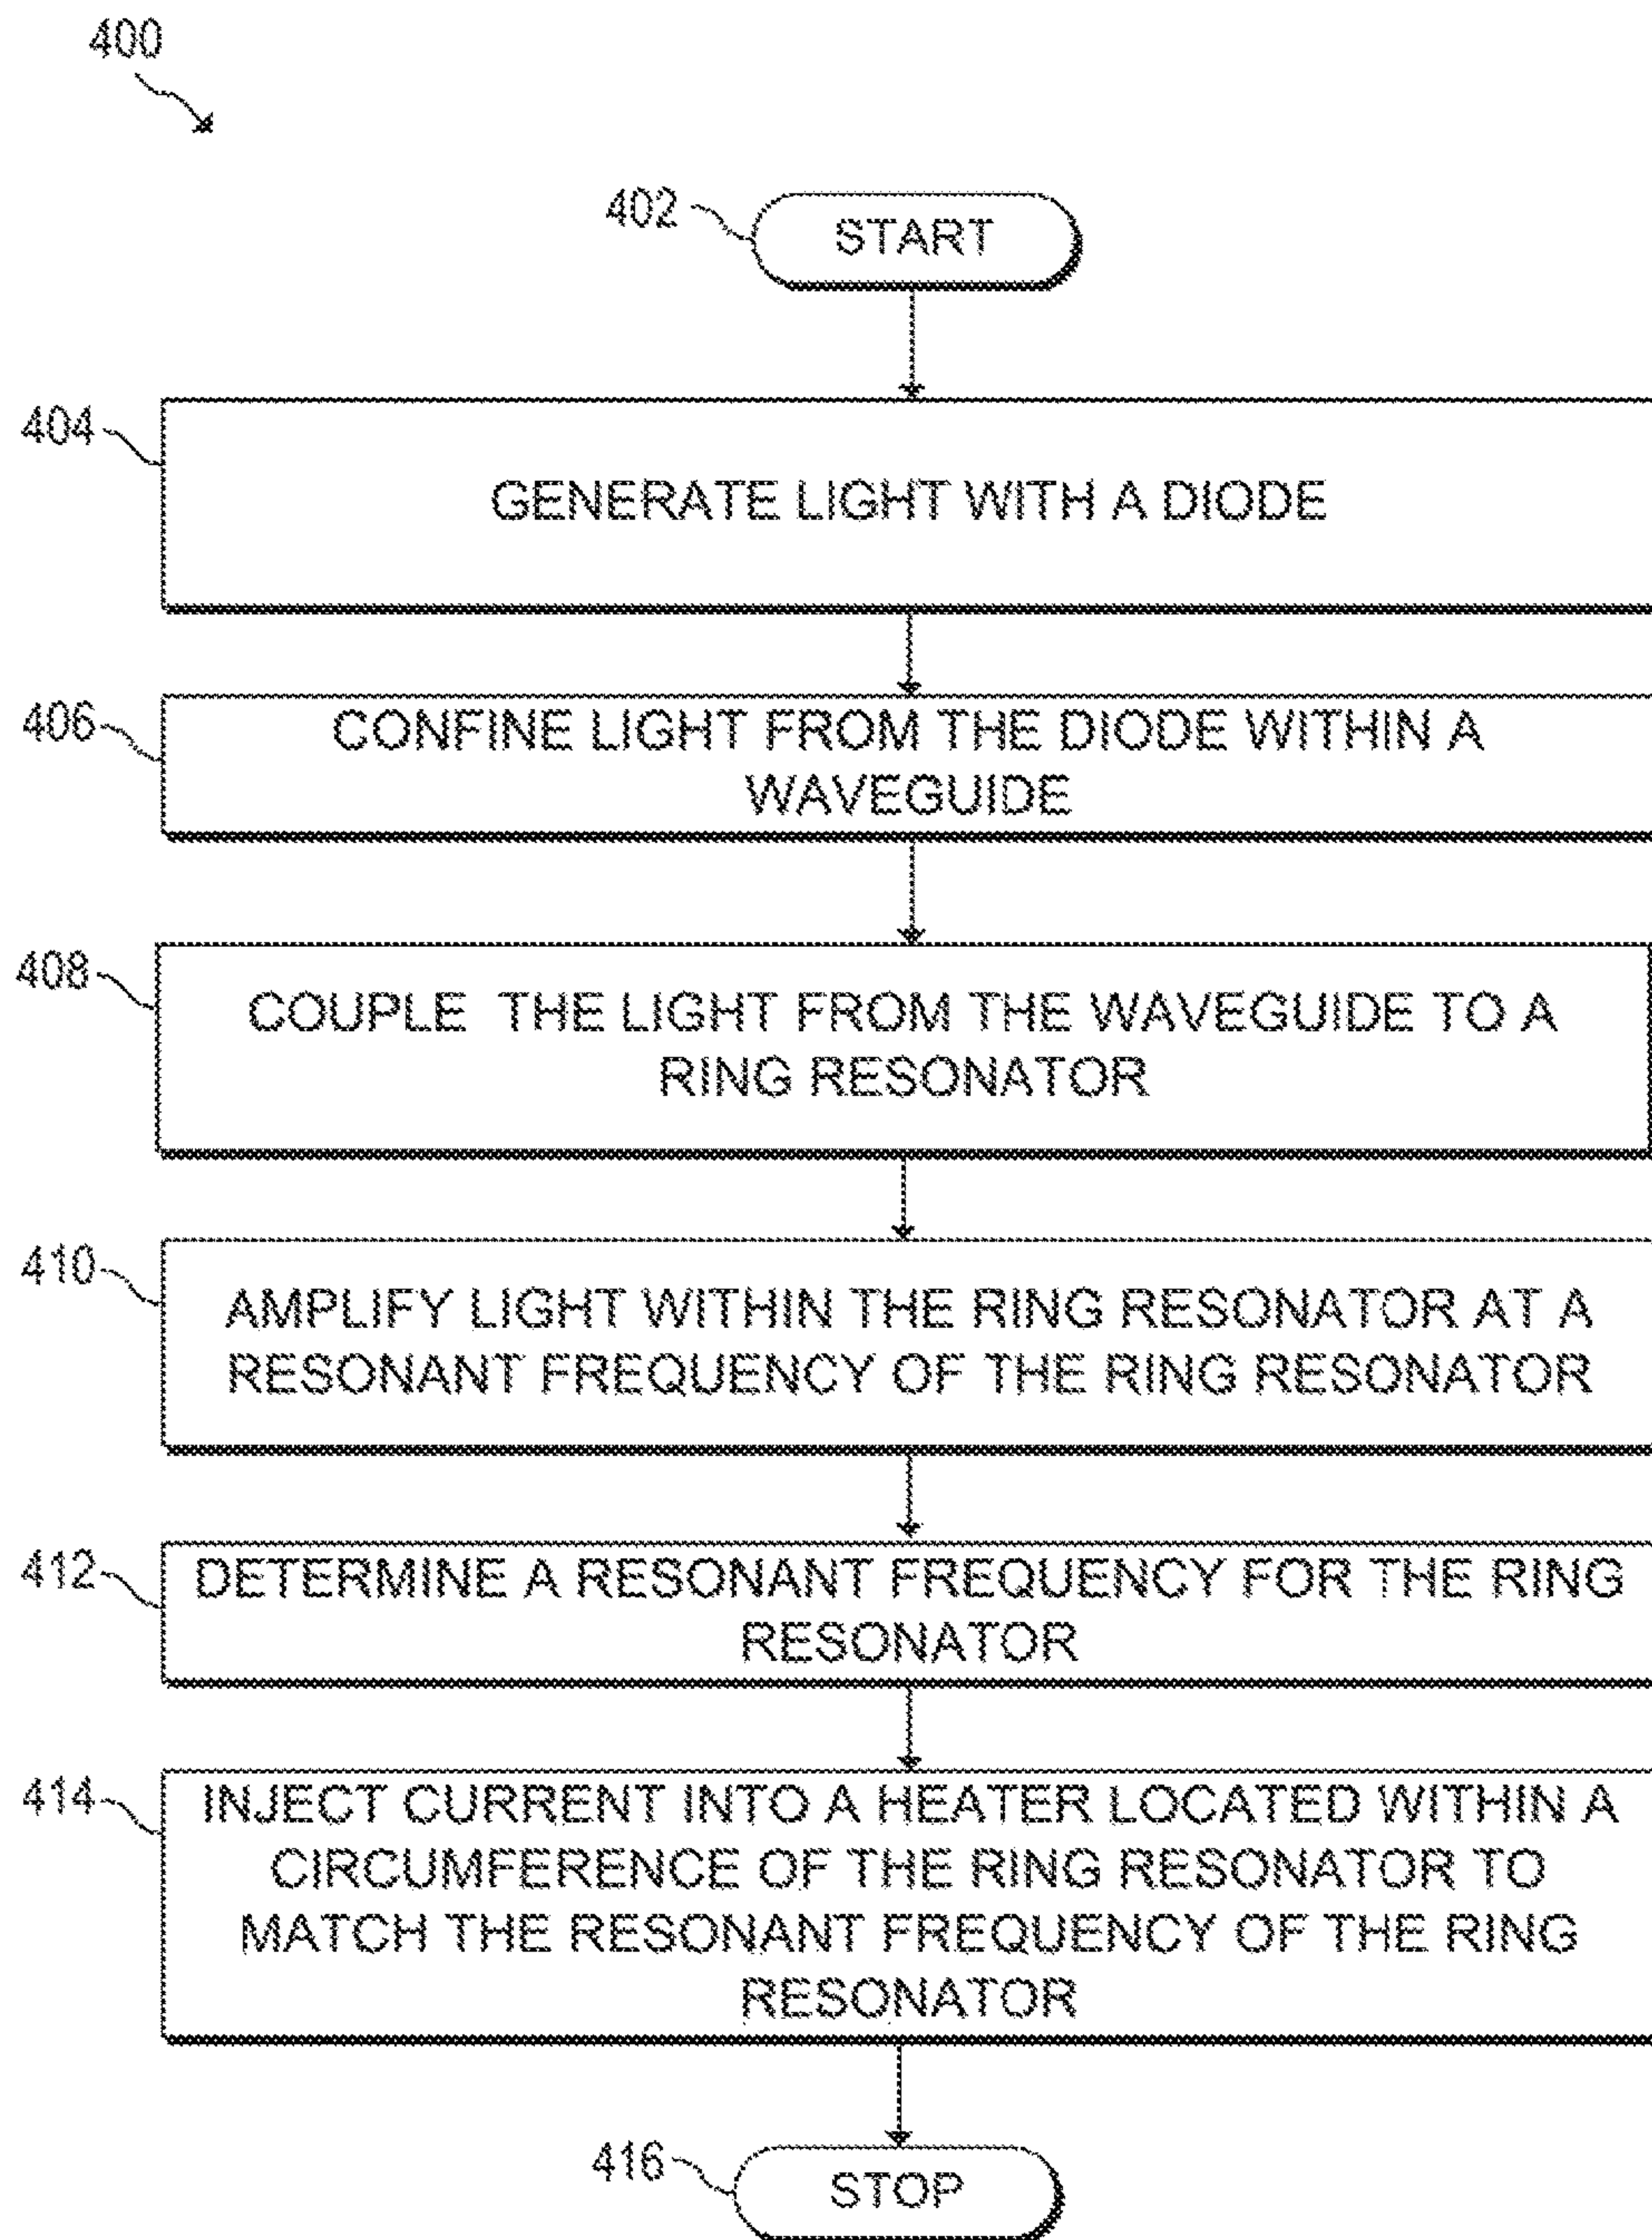 400
402
START
404
GENERATE LIGHT WITH A DIODE
406
CONFINE LIGHT FROM THE DIODE WITHIN A
WAVEGUIDE
408
COUPLE THE LIGHT FROM THE WAVEGUIDE TO A
RING RESONATOR
410
AMPLIFY LIGHT WITHIN THE RING RESONATOR AT A
RESONANT FREQUENCY OF THE RING RESONATOR
412
DETERMINE A RESONANT FREQUENCY FOR THE RING
RESONATOR
414
INJECT CURRENT INTO A HEATER LOCATED WITHIN A
CIRCUMFERENCE OF THE RING RESONATOR TO
MATCH THE RESONANT FREQUENCY OF THE RING
RESONATOR
416
STOP